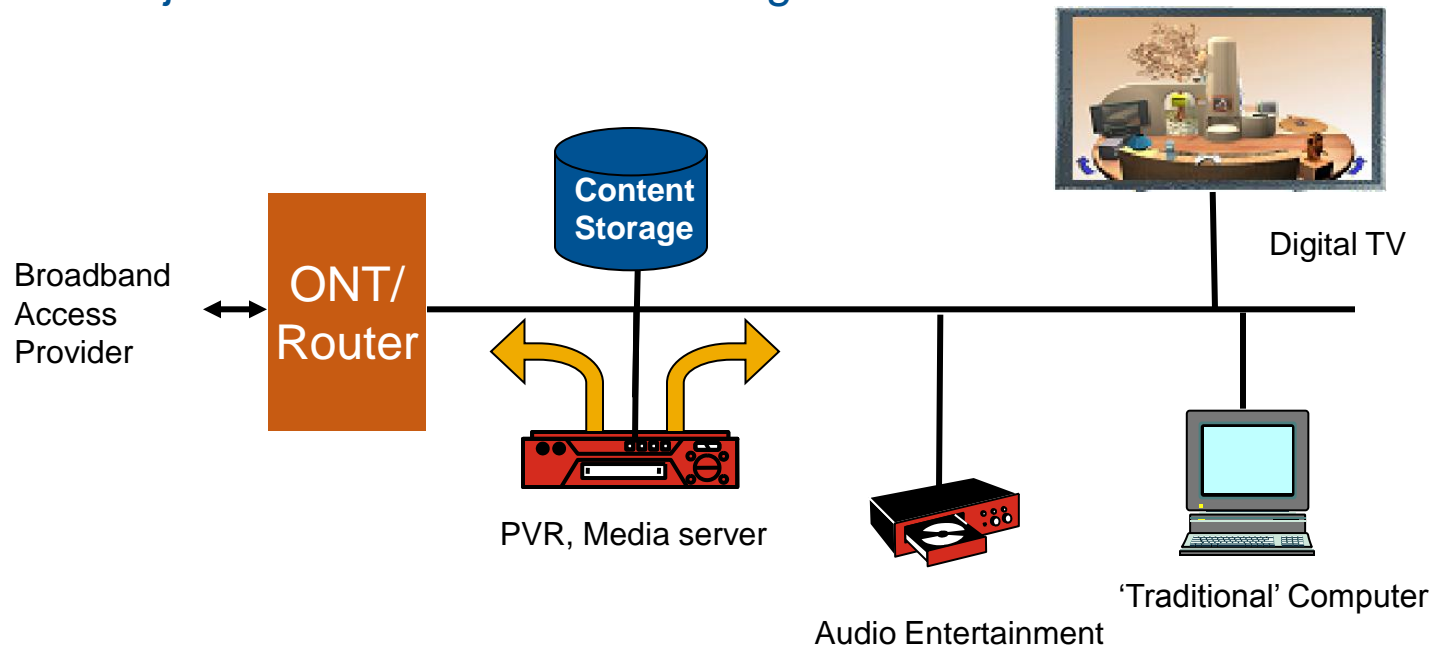 Content
Storage
Digital TV
Broadband
Access
Provider
ONT/
Router
PVR, Media server
'Traditional' Computer
Audio Entertainment